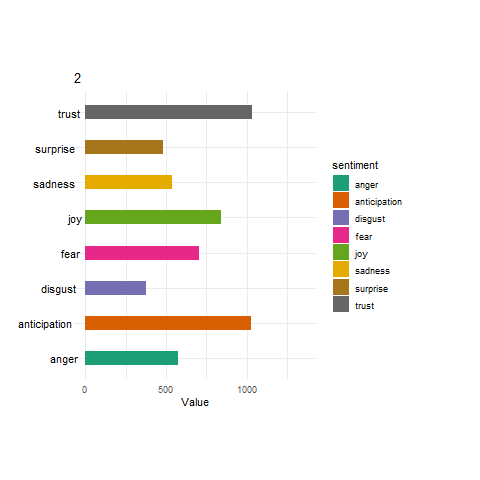 2
trust
surprise
sadness
joy
fear
disgust
anticipation
anger
0 500 1000
Value
sentiment
anger
anticipation
disgust
fear
joy
sadness
surprise
trust